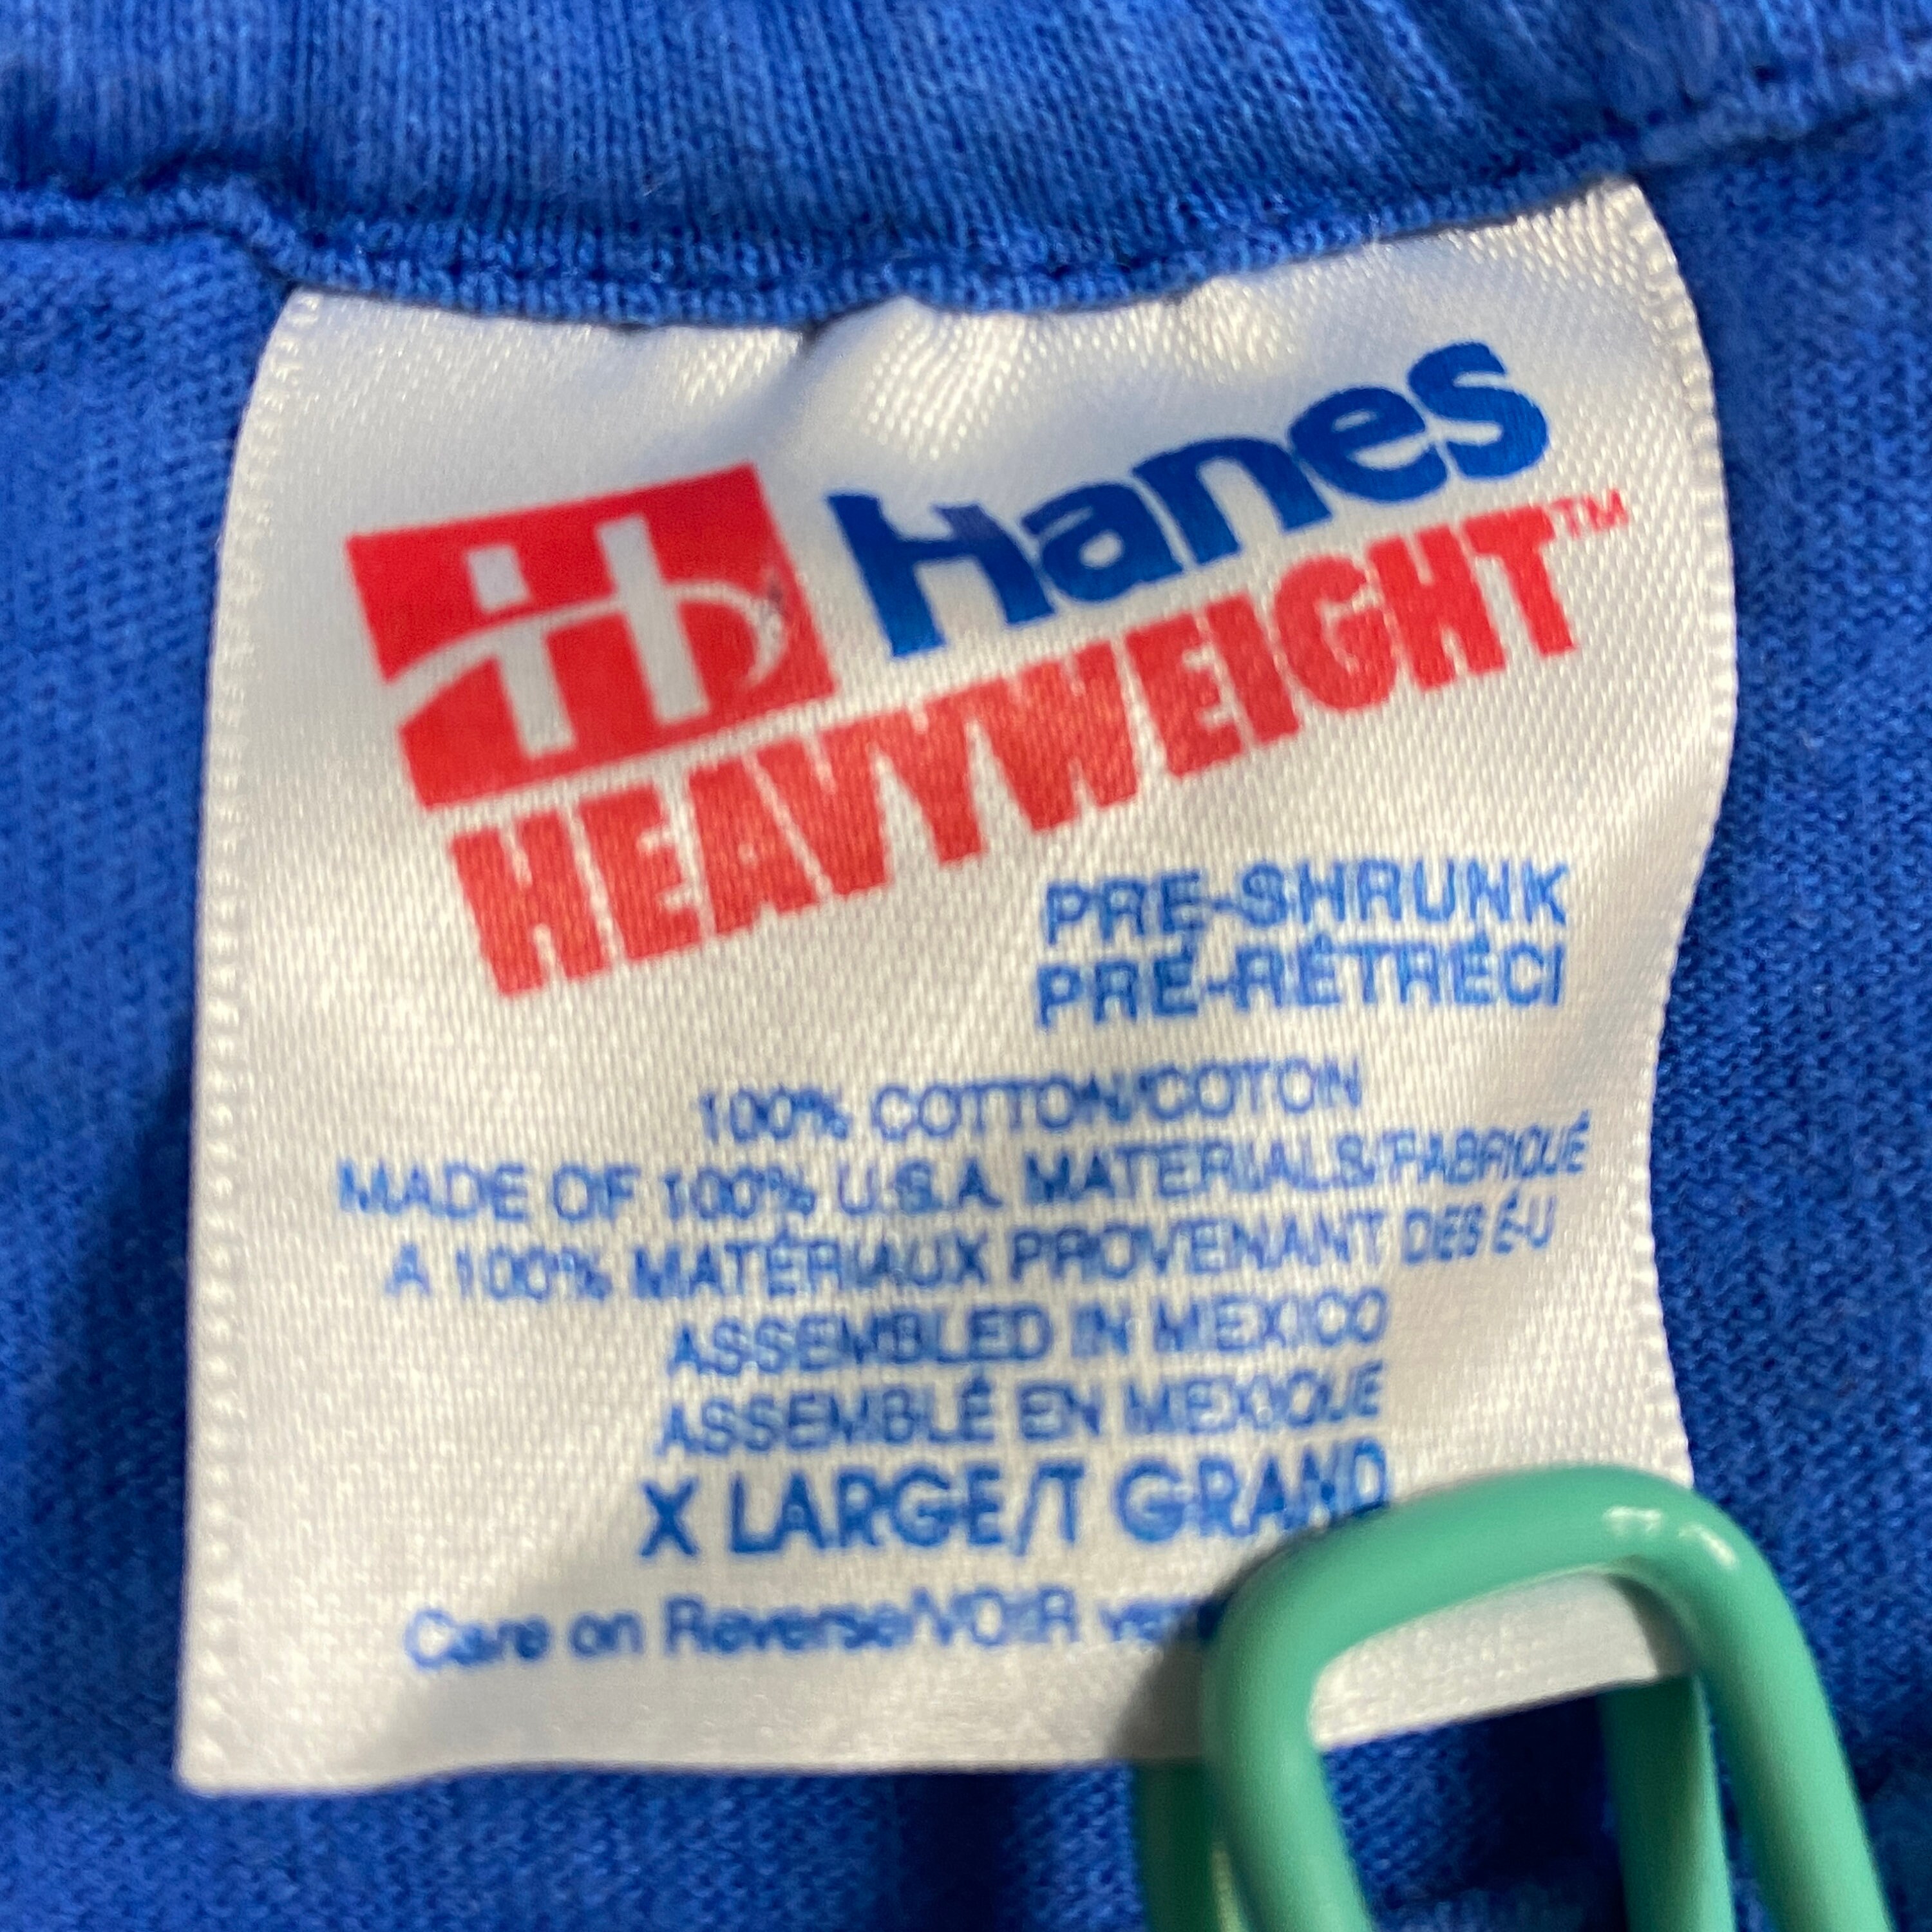 Hanes
HEAVYWEIGHT™
PRE-SHRUNK
PRÉ-RÉTRÉCI
100% COTTON/COTON
MADE OF 100% U.S.A. MATERIALS/FABRIQUÉ
A 100% MATÉRIAUX PROVENANT DES É-U
ASSEMBLED IN MEXICO
ASSEMBLÉ EN MEXIQUE
X LARGE/T GRAND
Care on Reverse/VOIR